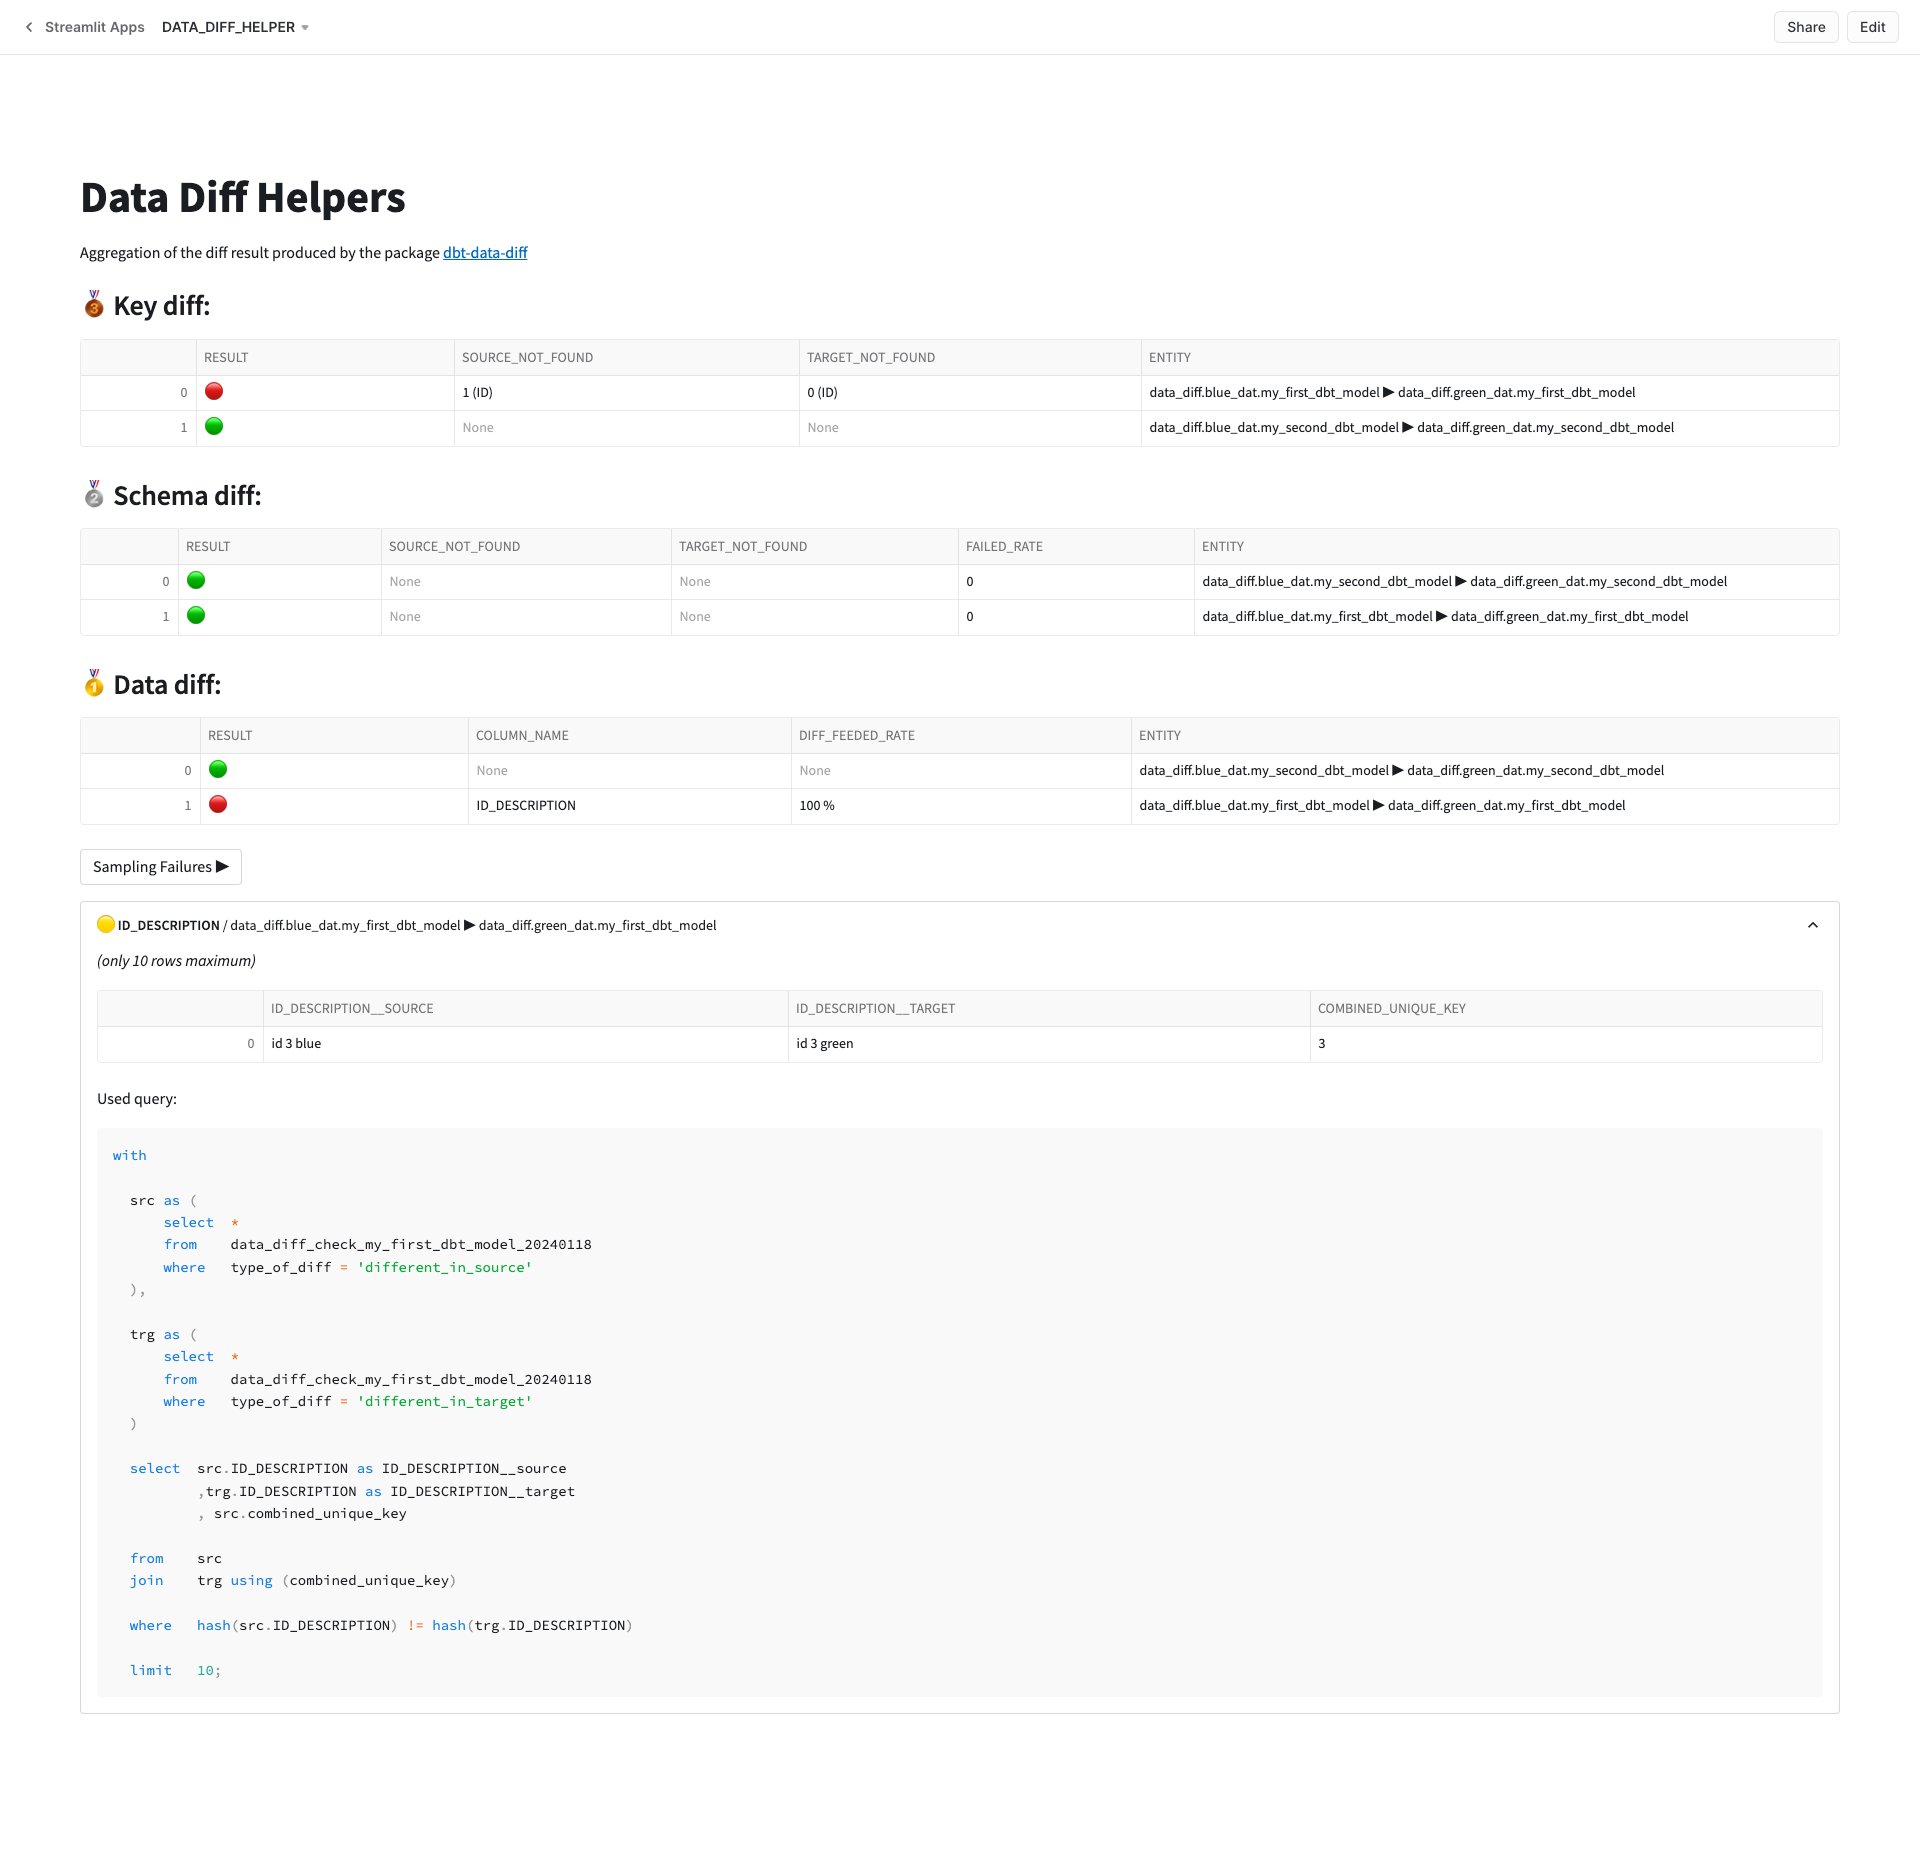 Streamlit Apps DATA_DIFF_HELPER Share Edit
Data Diff Helpers
Aggregation of the diff result produced by the package dbt-data-diff
🥉 Key diff:
RESULT SOURCE_NOT_FOUND TARGET_NOT_FOUND ENTITY
0 🔴 1 (ID) 0 (ID) data_diff.blue_dat.my_first_dbt_model ▶ data_diff.green_dat.my_first_dbt_model
1 🟢 None None data_diff.blue_dat.my_second_dbt_model ▶ data_diff.green_dat.my_second_dbt_model
🥈 Schema diff:
RESULT SOURCE_NOT_FOUND TARGET_NOT_FOUND FAILED_RATE ENTITY
0 🟢 None None 0 data_diff.blue_dat.my_second_dbt_model ▶ data_diff.green_dat.my_second_dbt_model
1 🟢 None None 0 data_diff.blue_dat.my_first_dbt_model ▶ data_diff.green_dat.my_first_dbt_model
🥇 Data diff:
RESULT COLUMN_NAME DIFF_FEEDED_RATE ENTITY
0 🟢 None None data_diff.blue_dat.my_second_dbt_model ▶ data_diff.green_dat.my_second_dbt_model
1 🔴 ID_DESCRIPTION 100 % data_diff.blue_dat.my_first_dbt_model ▶ data_diff.green_dat.my_first_dbt_model
Sampling Failures ▶
🟡 ID_DESCRIPTION / data_diff.blue_dat.my_first_dbt_model ▶ data_diff.green_dat.my_first_dbt_model
(only 10 rows maximum)
ID_DESCRIPTION__SOURCE ID_DESCRIPTION__TARGET COMBINED_UNIQUE_KEY
0 id 3 blue id 3 green 3
Used query:
with
src as (
select *
from data_diff_check_my_first_dbt_model_20240118
where type_of_diff = 'different_in_source'
),
trg as (
select *
from data_diff_check_my_first_dbt_model_20240118
where type_of_diff = 'different_in_target'
)
select src.ID_DESCRIPTION as ID_DESCRIPTION__source
,trg.ID_DESCRIPTION as ID_DESCRIPTION__target
, src.combined_unique_key
from src
join trg using (combined_unique_key)
where hash(src.ID_DESCRIPTION) != hash(trg.ID_DESCRIPTION)
limit 10;